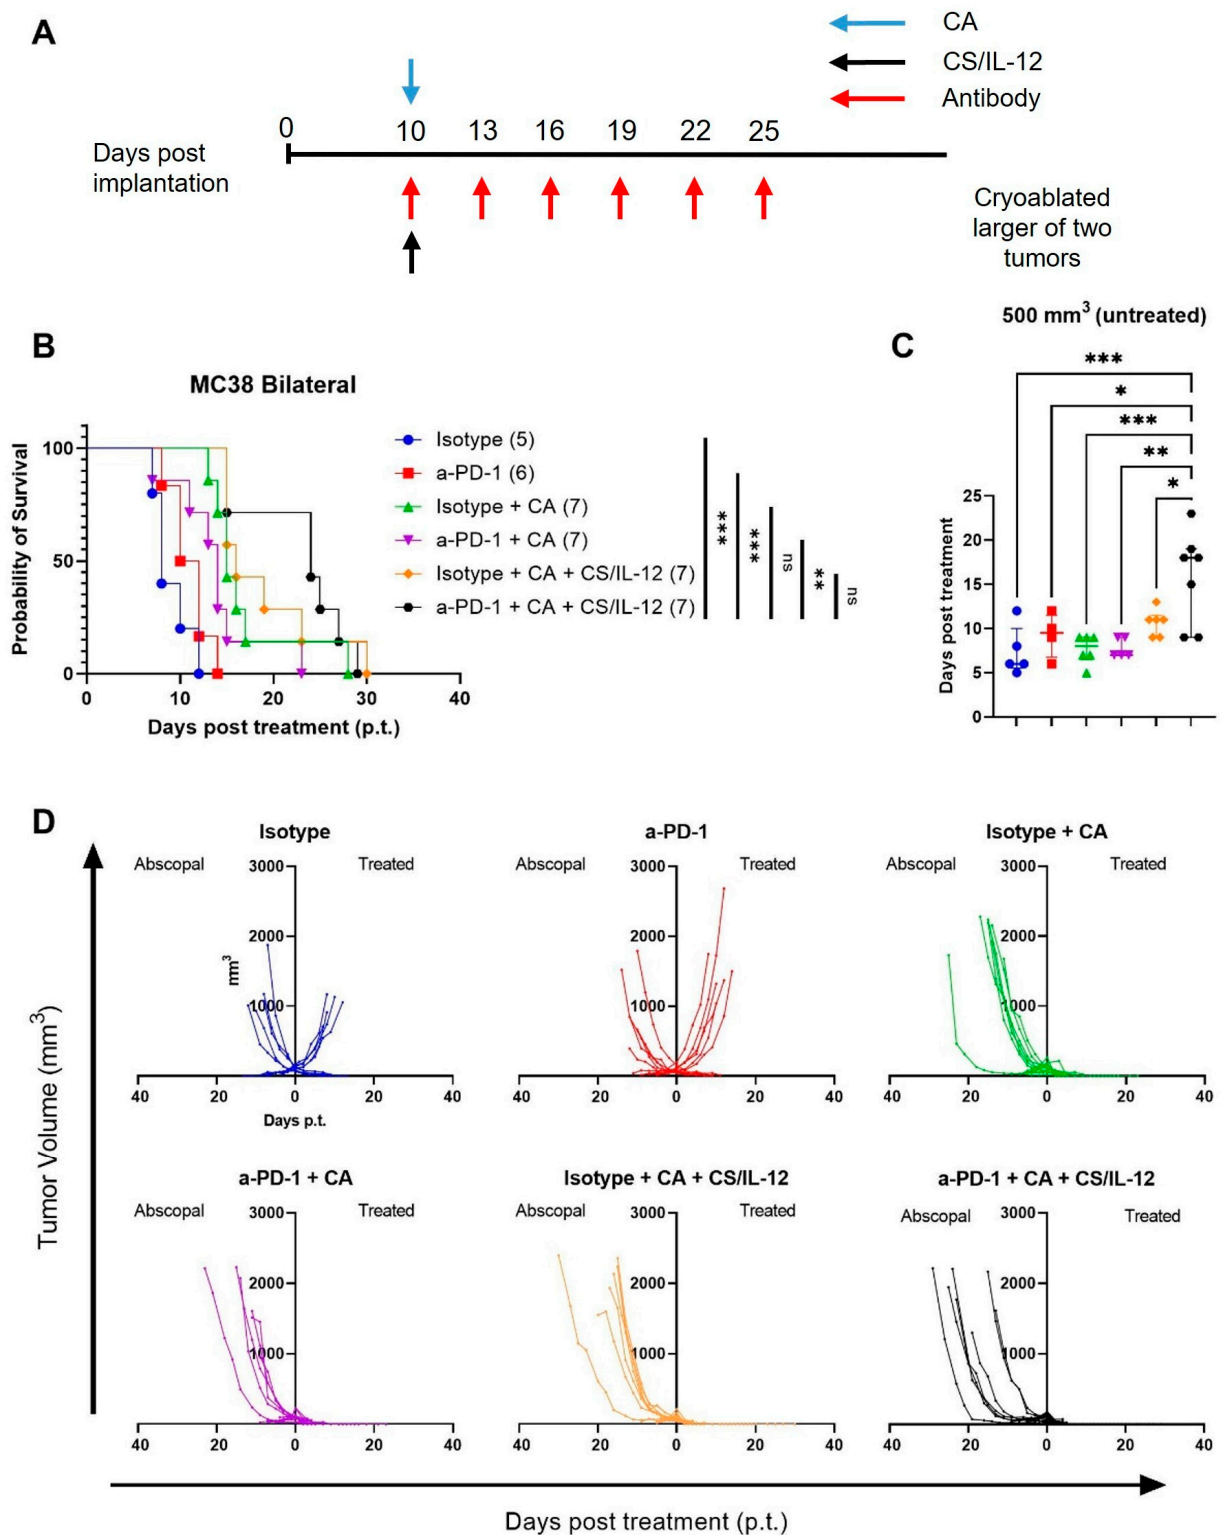 A
CA
CS/IL-12
Antibody
0 10 13 16 19 22 25
Days post
implantation
Cryoablated
larger of two
tumors
B
MC38 Bilateral
Probability of Survival
100
50
0
0 10 20 30 40
Days post treatment (p.t.)
Isotype (5)
a-PD-1 (6)
Isotype + CA (7)
a-PD-1 + CA (7)
Isotype + CA + CS/IL-12 (7)
a-PD-1 + CA + CS/IL-12 (7)
***
***
ns
**
ns
C
500 mm³ (untreated)
***
*
***
**
*
Days post treatment
25
20
15
10
5
0
D
Tumor Volume (mm³)
Isotype
Abscopal 3000 Treated
2000
mm³
1000
40 20 0 20 40
Days p.t.
a-PD-1
Abscopal 3000 Treated
2000
1000
40 20 0 20 40
Isotype + CA
Abscopal 3000 Treated
2000
1000
40 20 0 20 40
a-PD-1 + CA
Abscopal 3000 Treated
2000
1000
40 20 0 20 40
Isotype + CA + CS/IL-12
Abscopal 3000 Treated
2000
1000
40 20 0 20 40
a-PD-1 + CA + CS/IL-12
Abscopal 3000 Treated
2000
1000
40 20 0 20 40
Days post treatment (p.t.)